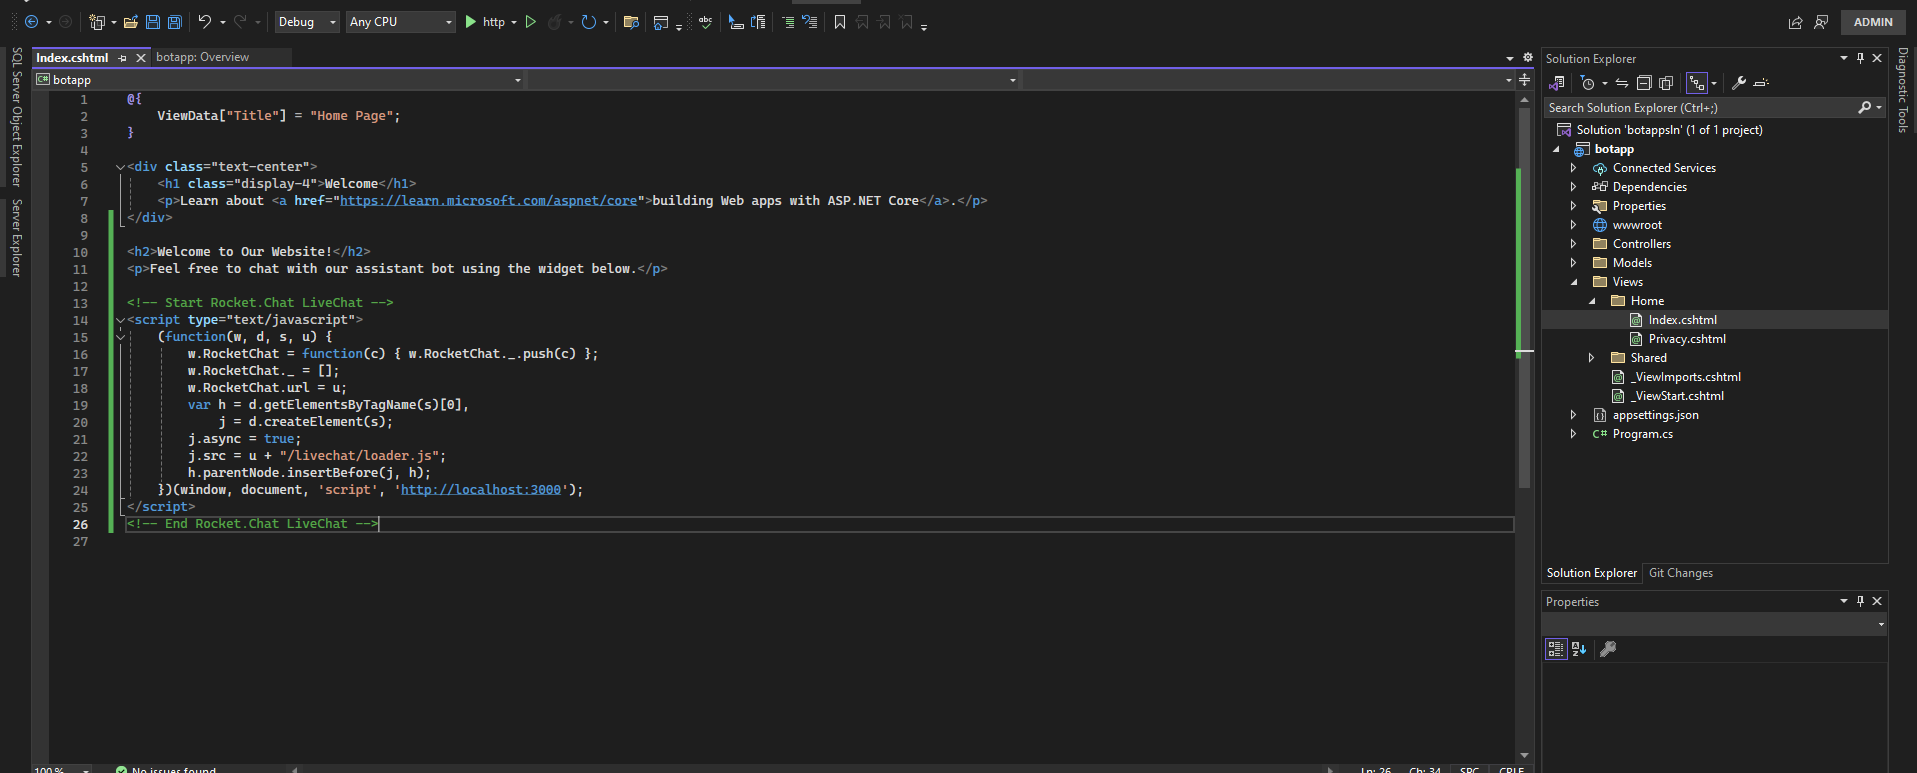 Debug
Any CPU
http
abc
ADMIN
SQL Server Object Explorer
Server Explorer
Index.cshtml
botapp: Overview
botapp
1 @{
2 ViewData["Title"] = "Home Page";
3 }
4
5 <div class="text-center">
6 <h1 class="display-4">Welcome</h1>
7 <p>Learn about <a href="https://learn.microsoft.com/aspnet/core">building Web apps with ASP.NET Core</a>.</p>
8 </div>
9
10 <h2>Welcome to Our Website!</h2>
11 <p>Feel free to chat with our assistant bot using the widget below.</p>
12
13 <!-- Start Rocket.Chat LiveChat -->
14 <script type="text/javascript">
15 (function(w, d, s, u) {
16 w.RocketChat = function(c) { w.RocketChat._.push(c) };
17 w.RocketChat._ = [];
18 w.RocketChat.url = u;
19 var h = d.getElementsByTagName(s)[0],
20 j = d.createElement(s);
21 j.async = true;
22 j.src = u + "/livechat/loader.js";
23 h.parentNode.insertBefore(j, h);
24 })(window, document, 'script', 'http://localhost:3000');
25 </script>
26 <!-- End Rocket.Chat LiveChat -->
27
100 %
No issues found
Ln: 26
Ch: 34
SPC
CRLF
Solution Explorer
Search Solution Explorer (Ctrl+;)
Solution 'botappsln' (1 of 1 project)
botapp
Connected Services
Dependencies
Properties
wwwroot
Controllers
Models
Views
Home
Index.cshtml
Privacy.cshtml
Shared
_ViewImports.cshtml
_ViewStart.cshtml
appsettings.json
C# Program.cs
Solution Explorer
Git Changes
Properties
Diagnostic Tools